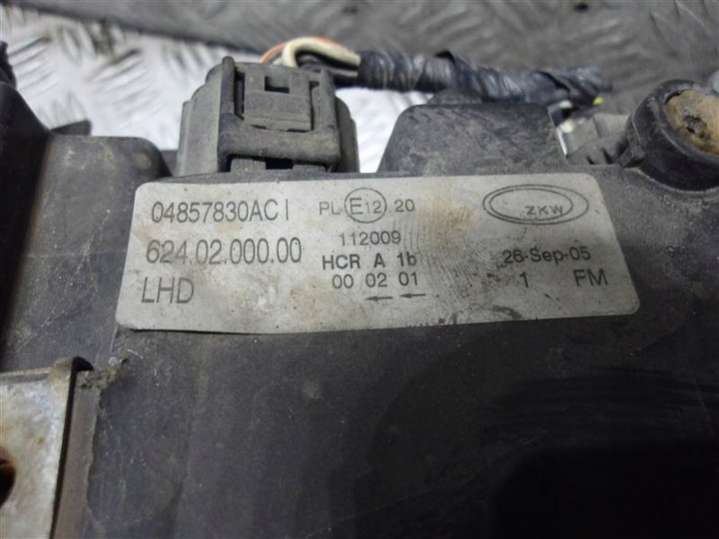 04857830AC I PL E12 20 ZKW
624.02.000.00 112009 26-Sep-05
LHD HCR A 1b 1 FM
00 02 01